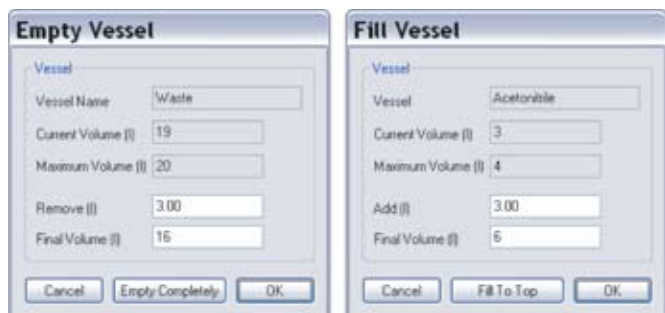 Empty Vessel
Vessel
Vessel Name Waste
Current Volume (l) 19
Maximum Volume (l) 20
Remove (l) 3.00
Final Volume (l) 16
Cancel Empty Completely OK
Fill Vessel
Vessel
Vessel Acetonitrile
Current Volume (l) 3
Maximum Volume (l) 4
Add (l) 3.00
Final Volume (l) 6
Cancel Fill To Top OK